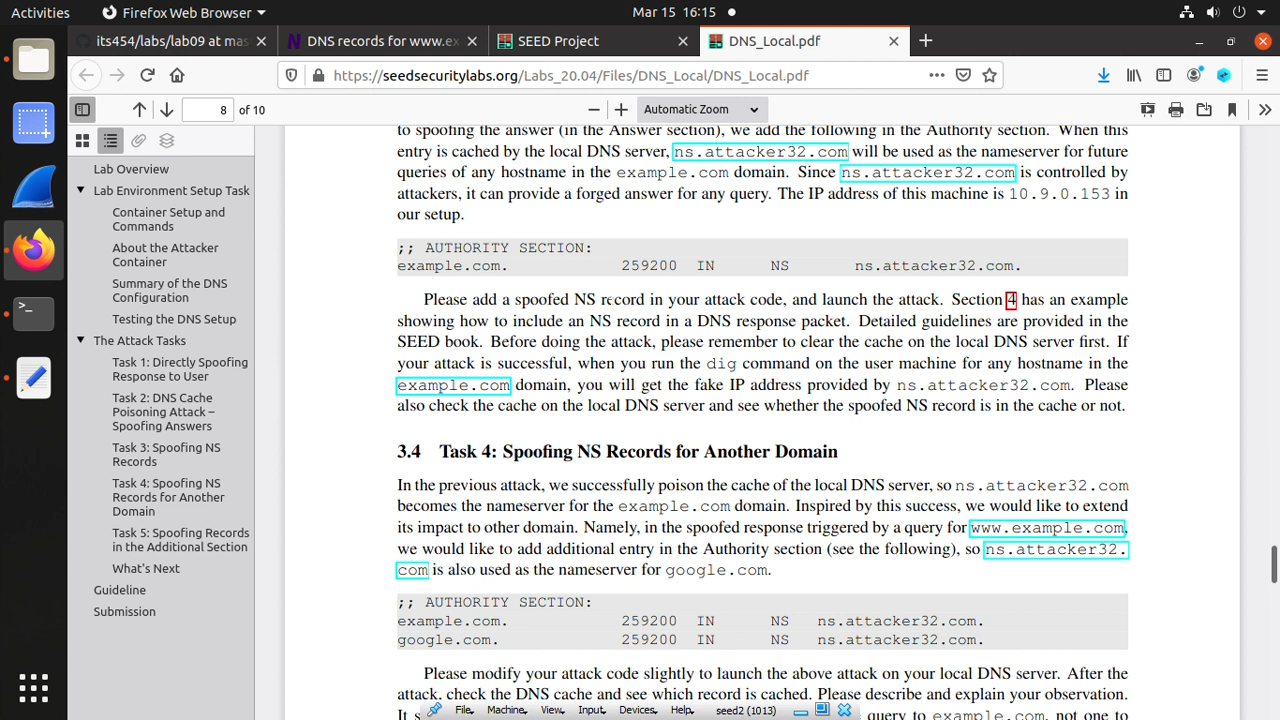 Activities
Firefox Web Browser
Mar 15 16:15
its454/labs/lab09 at mas
DNS records for www.ex
SEED Project
DNS_Local.pdf
https://seedsecuritylabs.org/Labs_20.04/Files/DNS_Local/DNS_Local.pdf
8 of 10
Automatic Zoom
Lab Overview
Lab Environment Setup Task
Container Setup and
Commands
About the Attacker
Container
Summary of the DNS
Configuration
Testing the DNS Setup
The Attack Tasks
Task 1: Directly Spoofing
Response to User
Task 2: DNS Cache
Poisoning Attack –
Spoofing Answers
Task 3: Spoofing NS
Records
Task 4: Spoofing NS
Records for Another
Domain
Task 5: Spoofing Records
in the Additional Section
What's Next
Guideline
Submission
to spoofing the answer (in the Answer section), we add the following in the Authority section. When this
entry is cached by the local DNS server, ns.attacker32.com will be used as the nameserver for future
queries of any hostname in the example.com domain. Since ns.attacker32.com is controlled by
attackers, it can provide a forged answer for any query. The IP address of this machine is 10.9.0.153 in
our setup.
;; AUTHORITY SECTION:
example.com. 259200 IN NS ns.attacker32.com.
Please add a spoofed NS record in your attack code, and launch the attack. Section 4 has an example
showing how to include an NS record in a DNS response packet. Detailed guidelines are provided in the
SEED book. Before doing the attack, please remember to clear the cache on the local DNS server first. If
your attack is successful, when you run the dig command on the user machine for any hostname in the
example.com domain, you will get the fake IP address provided by ns.attacker32.com. Please
also check the cache on the local DNS server and see whether the spoofed NS record is in the cache or not.
3.4 Task 4: Spoofing NS Records for Another Domain
In the previous attack, we successfully poison the cache of the local DNS server, so ns.attacker32.com
becomes the nameserver for the example.com domain. Inspired by this success, we would like to extend
its impact to other domain. Namely, in the spoofed response triggered by a query for www.example.com,
we would like to add additional entry in the Authority section (see the following), so ns.attacker32.
com is also used as the nameserver for google.com.
;; AUTHORITY SECTION:
example.com. 259200 IN NS ns.attacker32.com.
google.com. 259200 IN NS ns.attacker32.com.
Please modify your attack code slightly to launch the above attack on your local DNS server. After the
attack, check the DNS cache and see which record is cached. Please describe and explain your observation.
It s query to example.com, not one to
File Machine View Input Devices Help seed2 (1013)